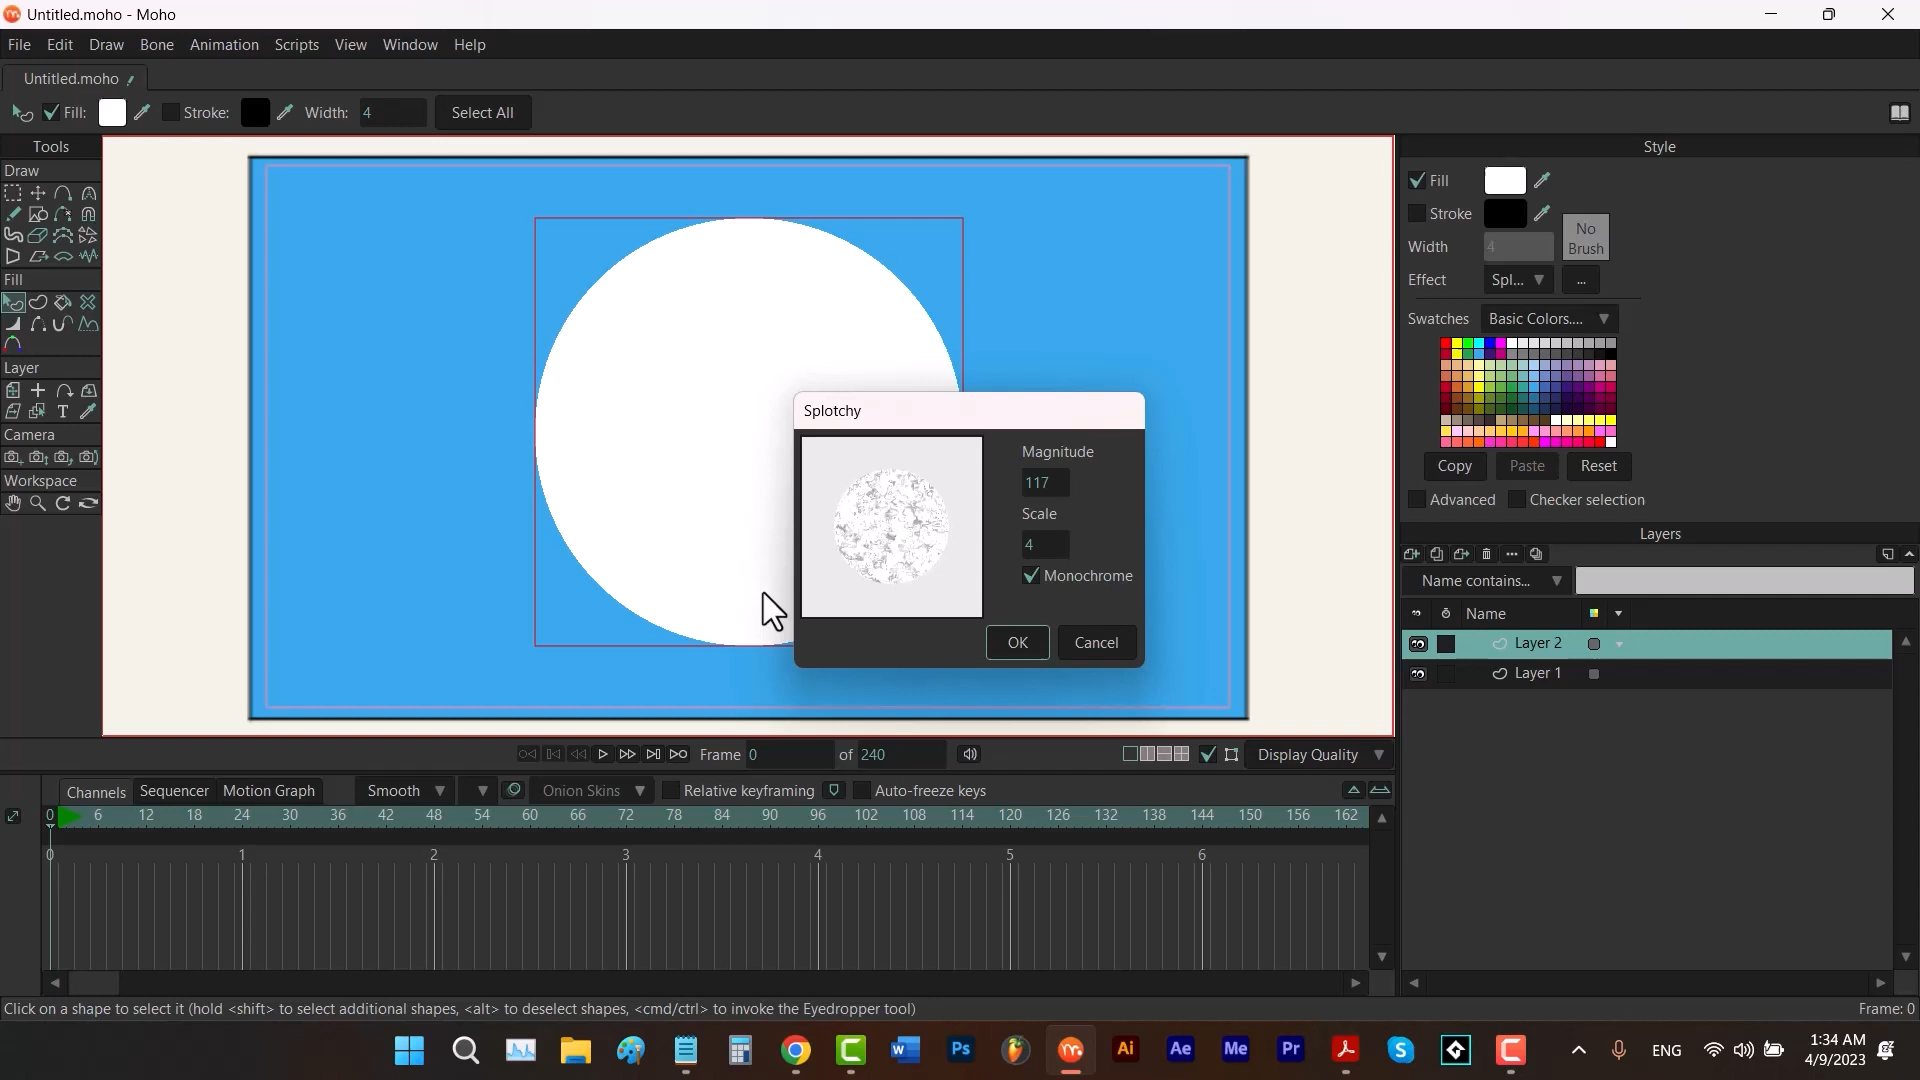 Untitled.moho - Moho
File Edit Draw Bone Animation Scripts View Window Help
Untitled.moho
Fill: Stroke: Width: 4 Select All
Tools
Draw
Fill
Layer
Camera
Workspace
Splotchy
Magnitude
117
Scale
4
Monochrome
OK Cancel
Style
Fill
Stroke
Width 4
No Brush
Effect Spl... ...
Swatches Basic Colors....
Copy Paste Reset
Advanced Checker selection
Layers
Name contains...
Name
Layer 2
Layer 1
Frame 0 of 240 Display Quality
Channels Sequencer Motion Graph Smooth Onion Skins Relative keyframing Auto-freeze keys
0 6 12 18 24 30 36 42 48 54 60 66 72 78 84 90 96 102 108 114 120 126 132 138 144 150 156 162
0 1 2 3 4 5 6
Click on a shape to select it (hold <shift> to select additional shapes, <alt> to deselect shapes, <cmd/ctrl> to invoke the Eyedropper tool) Frame: 0
Ps Ai Ae Me Pr ENG
1:34 AM
4/9/2023